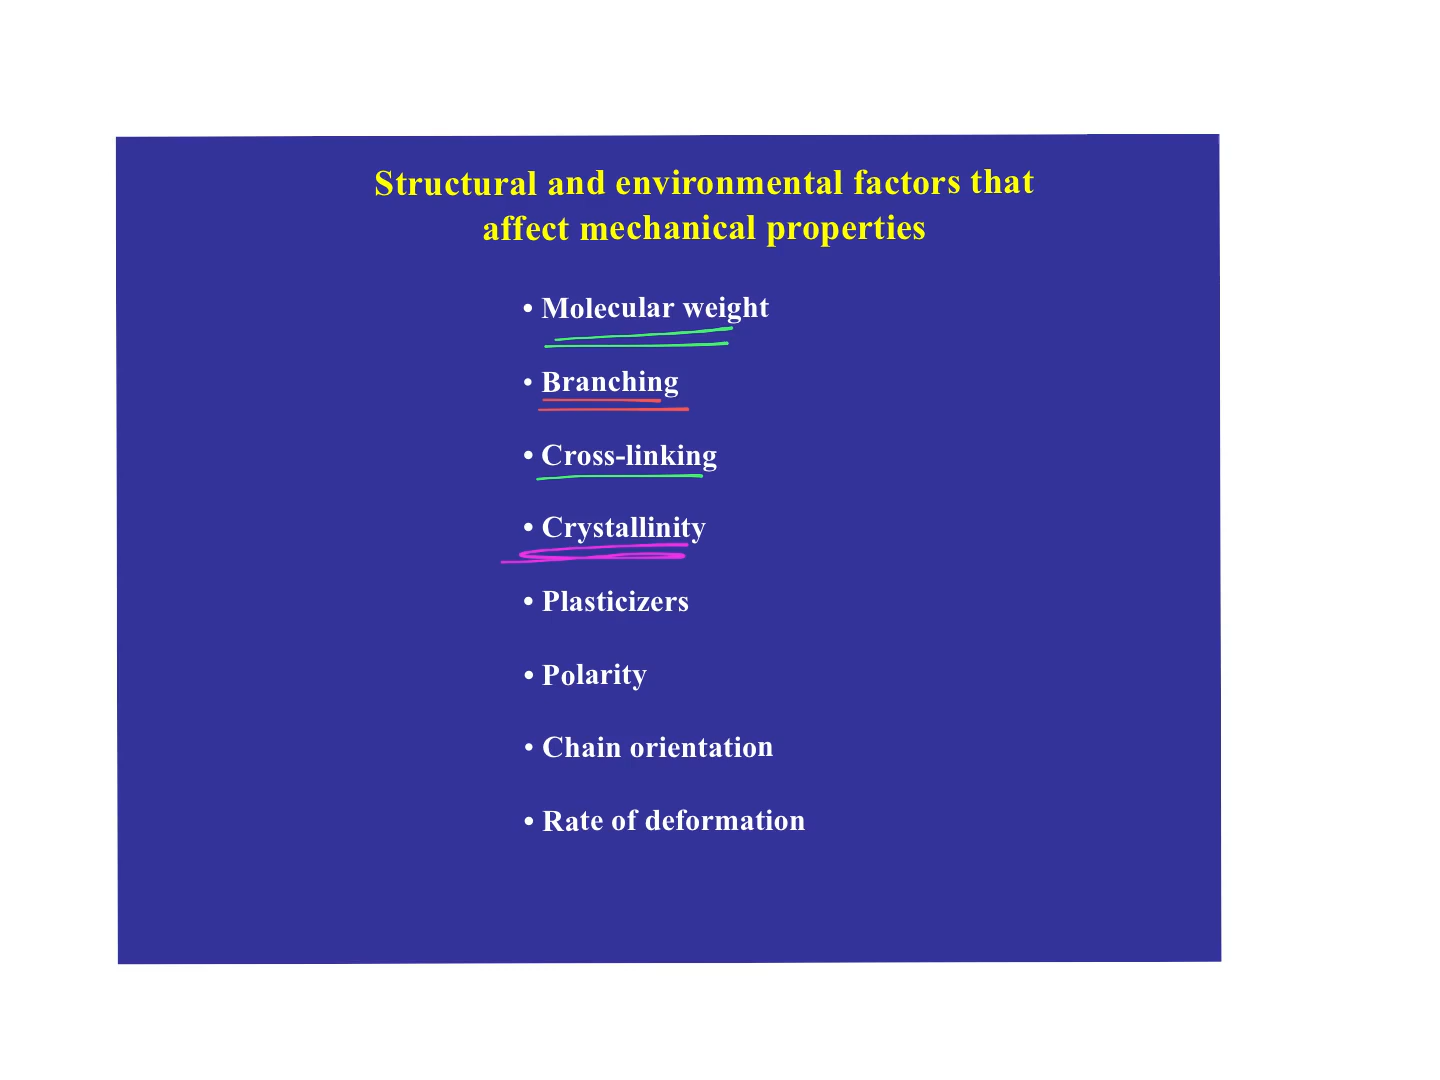 Structural and environmental factors that
affect mechanical properties
• Molecular weight
• Branching
• Cross-linking
• Crystallinity
• Plasticizers
• Polarity
• Chain orientation
• Rate of deformation